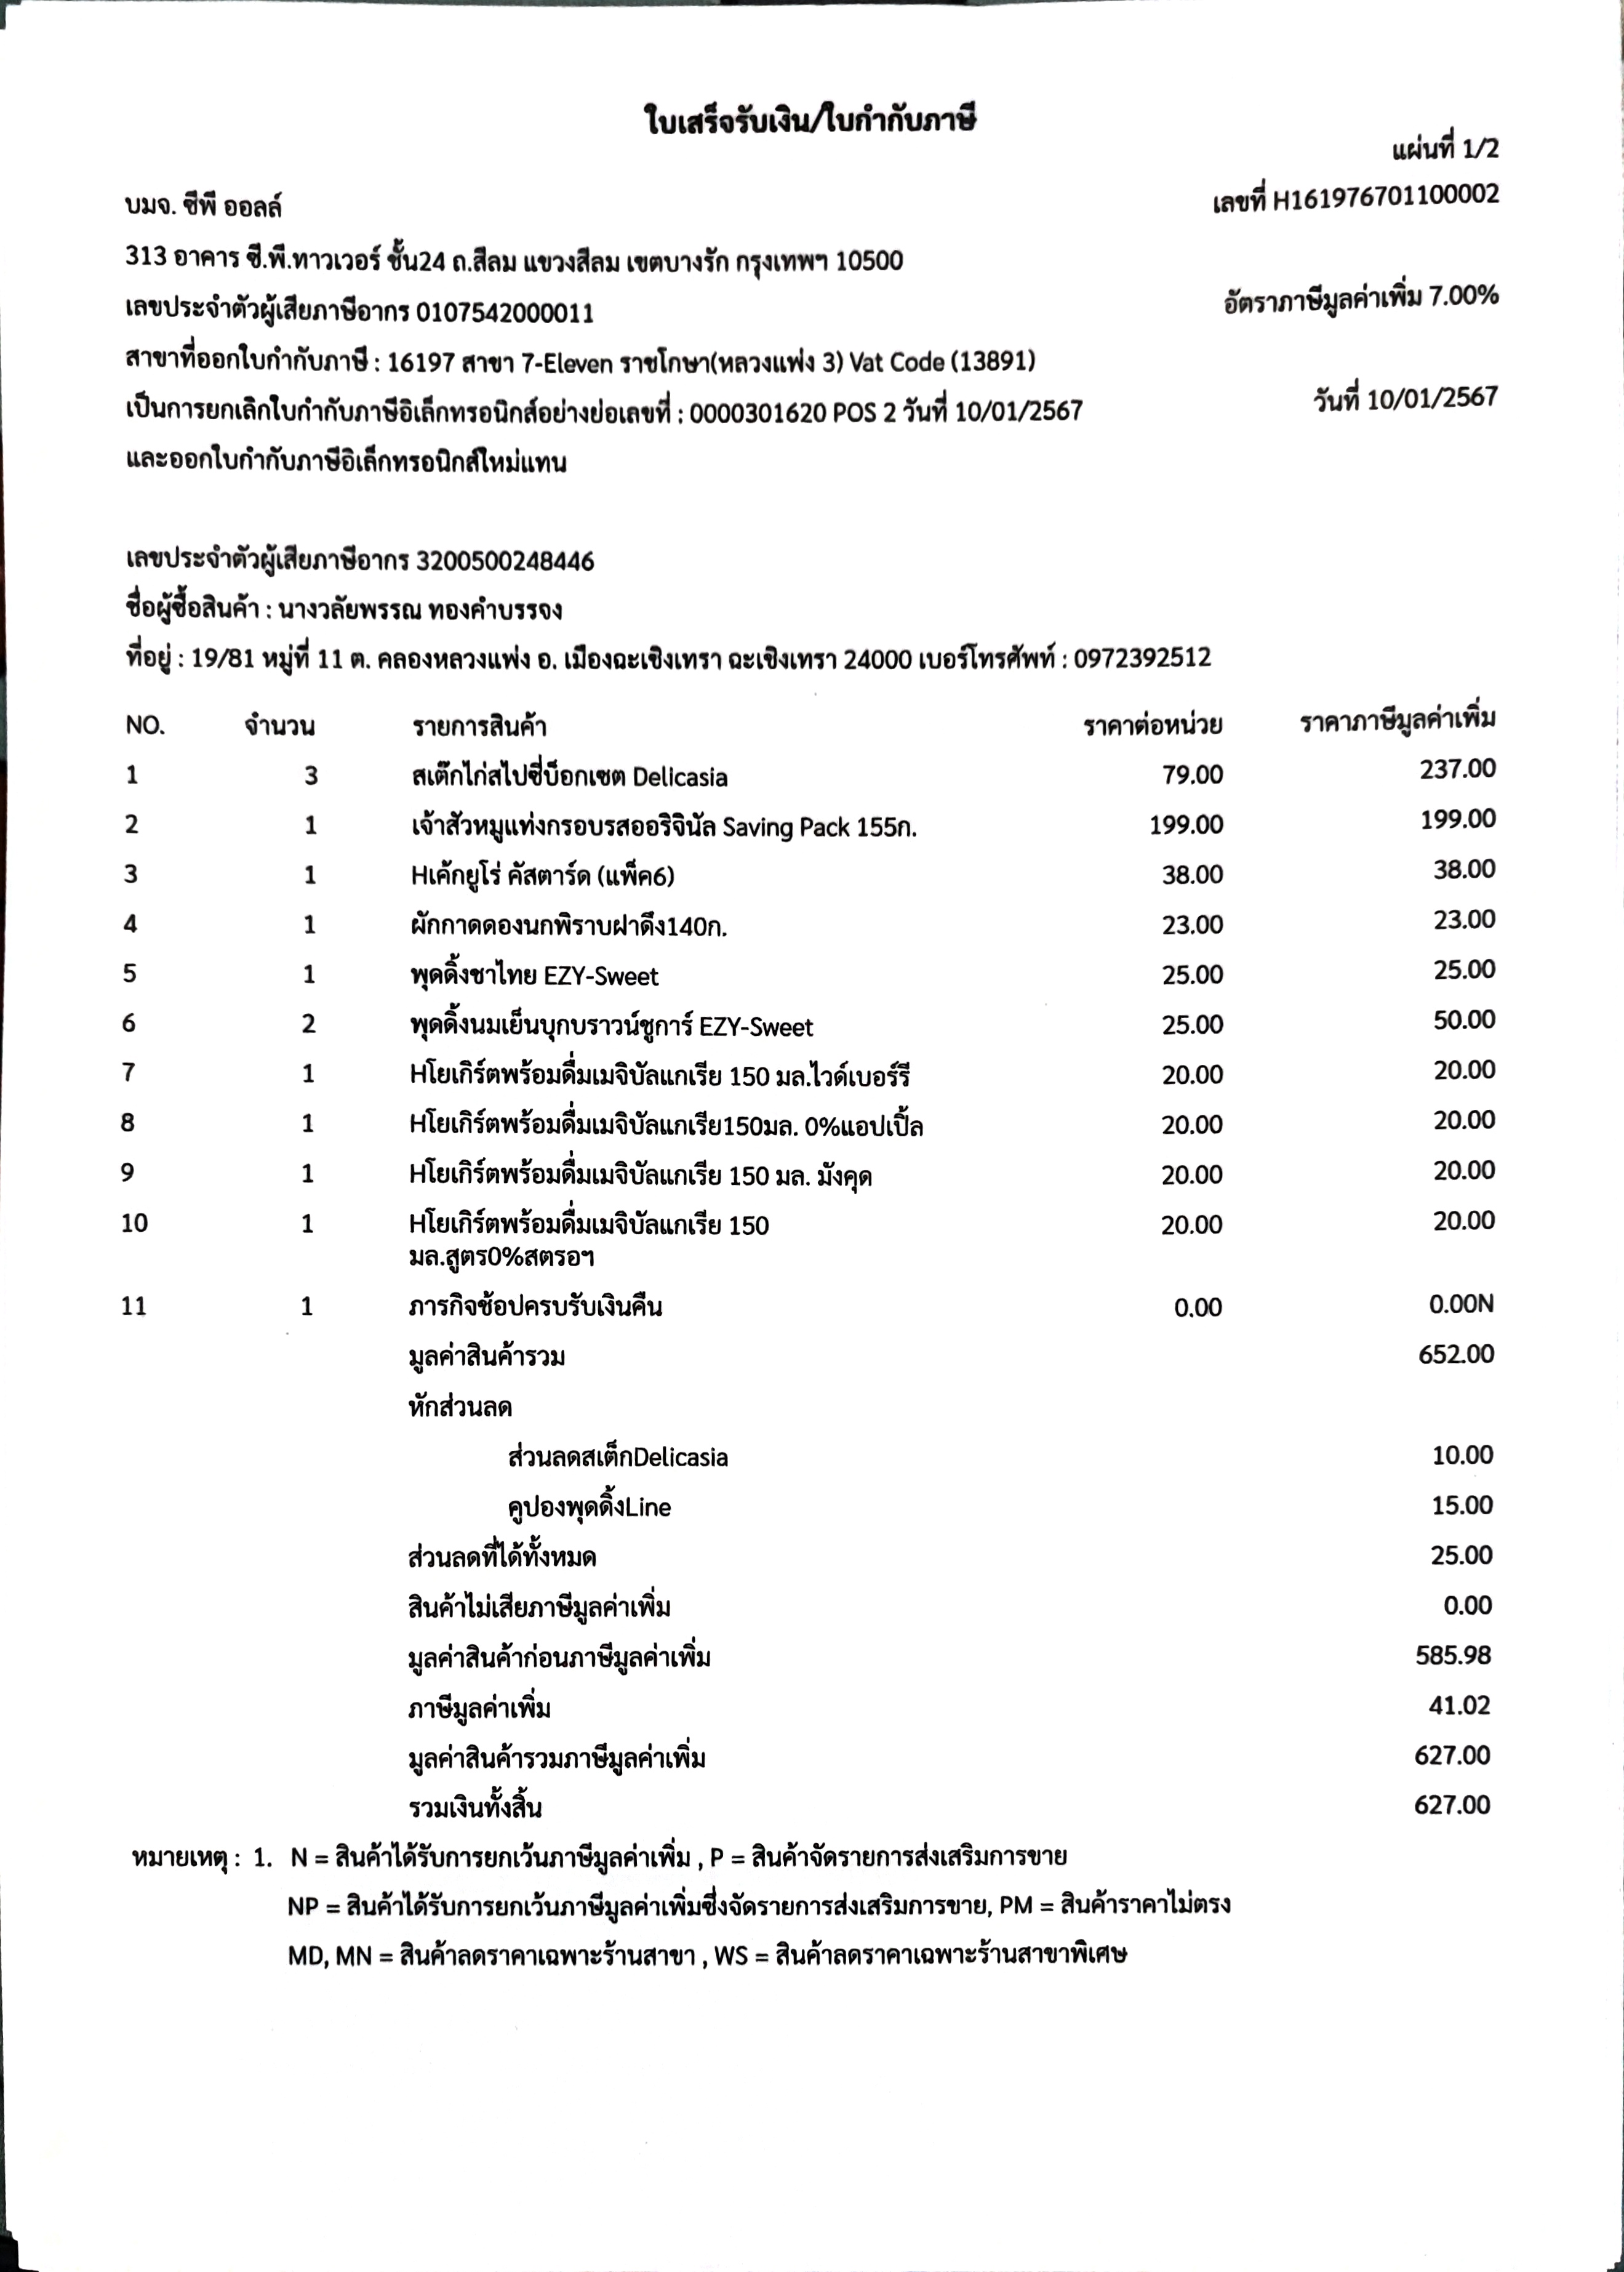 ใบเสร็จรับเงิน/ใบกำกับภาษี
แผ่นที่ 1/2
บมจ. ซีพี ออลล์ เลขที่ H161976701100002
313 อาคาร ซี.พี.ทาวเวอร์ ชั้น24 ถ.สีลม แขวงสีลม เขตบางรัก กรุงเทพฯ 10500
เลขประจำตัวผู้เสียภาษีอากร 0107542000011 อัตราภาษีมูลค่าเพิ่ม 7.00%
สาขาที่ออกใบกำกับภาษี : 16197 สาขา 7-Eleven ราชโกษา(หลวงแพ่ง 3) Vat Code (13891)
เป็นการยกเลิกใบกำกับภาษีอิเล็กทรอนิกส์อย่างย่อเลขที่ : 0000301620 POS 2 วันที่ 10/01/2567 วันที่ 10/01/2567
และออกใบกำกับภาษีอิเล็กทรอนิกส์ใหม่แทน
เลขประจำตัวผู้เสียภาษีอากร 3200500248446
ชื่อผู้ซื้อสินค้า : นางวลัยพรรณ ทองคำบรรจง
ที่อยู่ : 19/81 หมู่ที่ 11 ต. คลองหลวงแพ่ง อ. เมืองฉะเชิงเทรา ฉะเชิงเทรา 24000 เบอร์โทรศัพท์ : 0972392512
NO. จำนวน รายการสินค้า ราคาต่อหน่วย ราคาภาษีมูลค่าเพิ่ม
1 3 สเต๊กไก่สไปซี่บ็อกเซต Delicasia 79.00 237.00
2 1 เจ้าสัวหมูแท่งกรอบรสออริจินัล Saving Pack 155ก. 199.00 199.00
3 1 Hเค้กยูโร่ คัสตาร์ด (แพ็ค6) 38.00 38.00
4 1 ผักกาดดองนกพิราบฝาดึง140ก. 23.00 23.00
5 1 พุดดิ้งชาไทย EZY-Sweet 25.00 25.00
6 2 พุดดิ้งนมเย็นบุกบราวน์ชูการ์ EZY-Sweet 25.00 50.00
7 1 Hโยเกิร์ตพร้อมดื่มเมจิบัลแกเรีย 150 มล.ไวด์เบอร์รี 20.00 20.00
8 1 Hโยเกิร์ตพร้อมดื่มเมจิบัลแกเรีย150มล. 0%แอปเปิ้ล 20.00 20.00
9 1 Hโยเกิร์ตพร้อมดื่มเมจิบัลแกเรีย 150 มล. มังคุด 20.00 20.00
10 1 Hโยเกิร์ตพร้อมดื่มเมจิบัลแกเรีย 150 20.00 20.00
มล.สูตร0%สตรอฯ
11 1 ภารกิจช้อปครบรับเงินคืน 0.00 0.00N
มูลค่าสินค้ารวม 652.00
หักส่วนลด
ส่วนลดสเต็กDelicasia 10.00
คูปองพุดดิ้งLine 15.00
ส่วนลดที่ได้ทั้งหมด 25.00
สินค้าไม่เสียภาษีมูลค่าเพิ่ม 0.00
มูลค่าสินค้าก่อนภาษีมูลค่าเพิ่ม 585.98
ภาษีมูลค่าเพิ่ม 41.02
มูลค่าสินค้ารวมภาษีมูลค่าเพิ่ม 627.00
รวมเงินทั้งสิ้น 627.00
หมายเหตุ : 1. N = สินค้าได้รับการยกเว้นภาษีมูลค่าเพิ่ม , P = สินค้าจัดรายการส่งเสริมการขาย
NP = สินค้าได้รับการยกเว้นภาษีมูลค่าเพิ่มซึ่งจัดรายการส่งเสริมการขาย, PM = สินค้าราคาไม่ตรง
MD, MN = สินค้าลดราคาเฉพาะร้านสาขา , WS = สินค้าลดราคาเฉพาะร้านสาขาพิเศษ